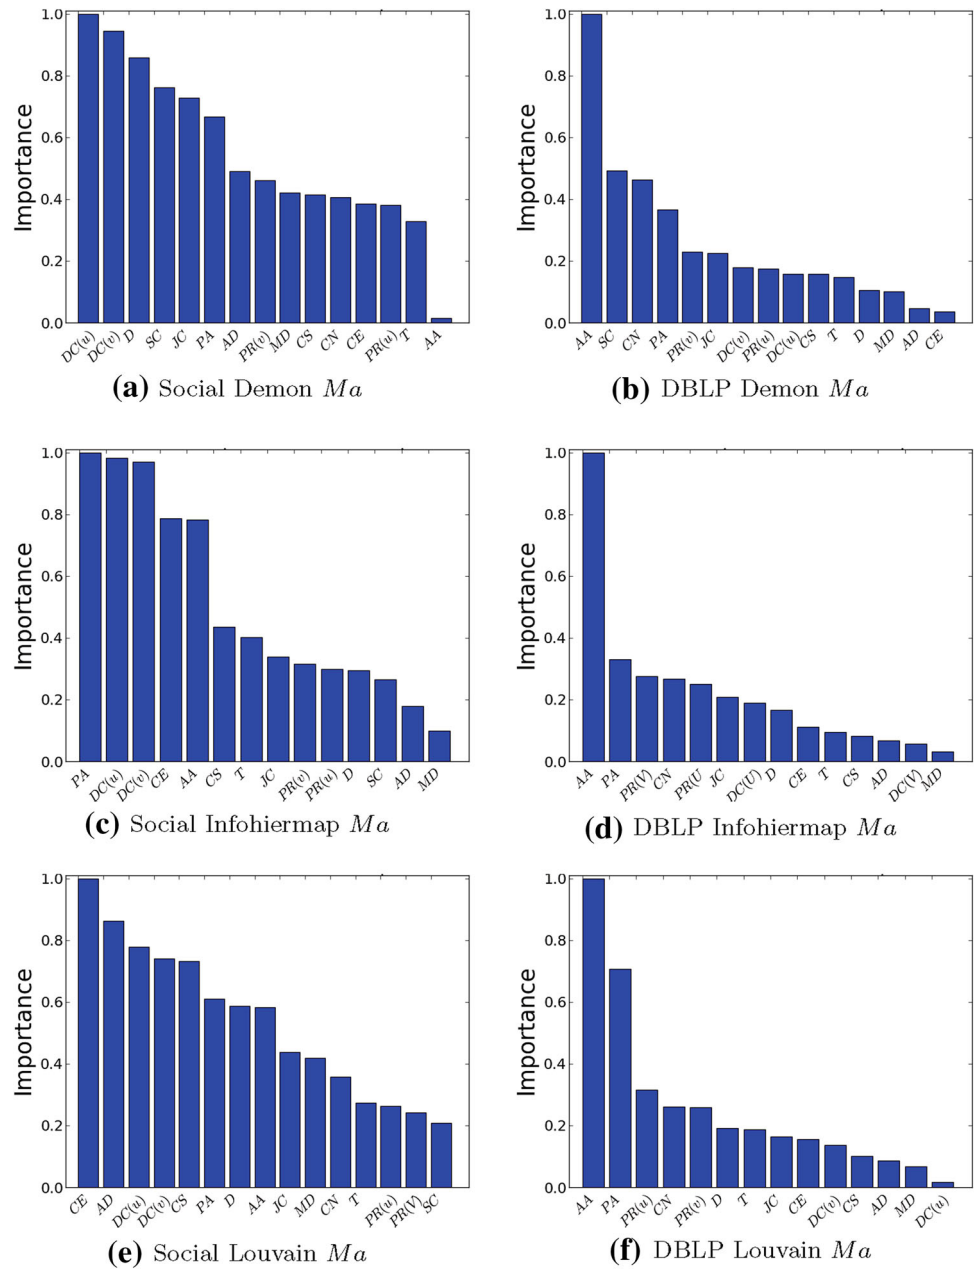 Importance
1.0
0.8
0.6
0.4
0.2
0.0
DC(u) DC(v) D SC JC PA AD PR(v) MD CS CN CE PR(u) T AA
(a) Social Demon Ma
Importance
1.0
0.8
0.6
0.4
0.2
0.0
AA SC CN PA PR(v) JC DC(v) PR(u) DC(u) CS T D MD AD CE
(b) DBLP Demon Ma
Importance
1.0
0.8
0.6
0.4
0.2
0.0
PA DC(u) DC(v) CE AA CS T JC PR(v) PR(u) D SC AD MD
(c) Social Infohiermap Ma
Importance
1.0
0.8
0.6
0.4
0.2
0.0
AA PA PR(V) CN PR(U JC DC(U) D CE T CS AD DC(V) MD
(d) DBLP Infohiermap Ma
Importance
1.0
0.8
0.6
0.4
0.2
0.0
CE AD DC(u) DC(v) CS PA D AA JC MD CN T PR(u) PR(V) SC
(e) Social Louvain Ma
Importance
1.0
0.8
0.6
0.4
0.2
0.0
AA PA PR(u) CN PR(v) D T JC CE DC(v) CS AD MD DC(u)
(f) DBLP Louvain Ma